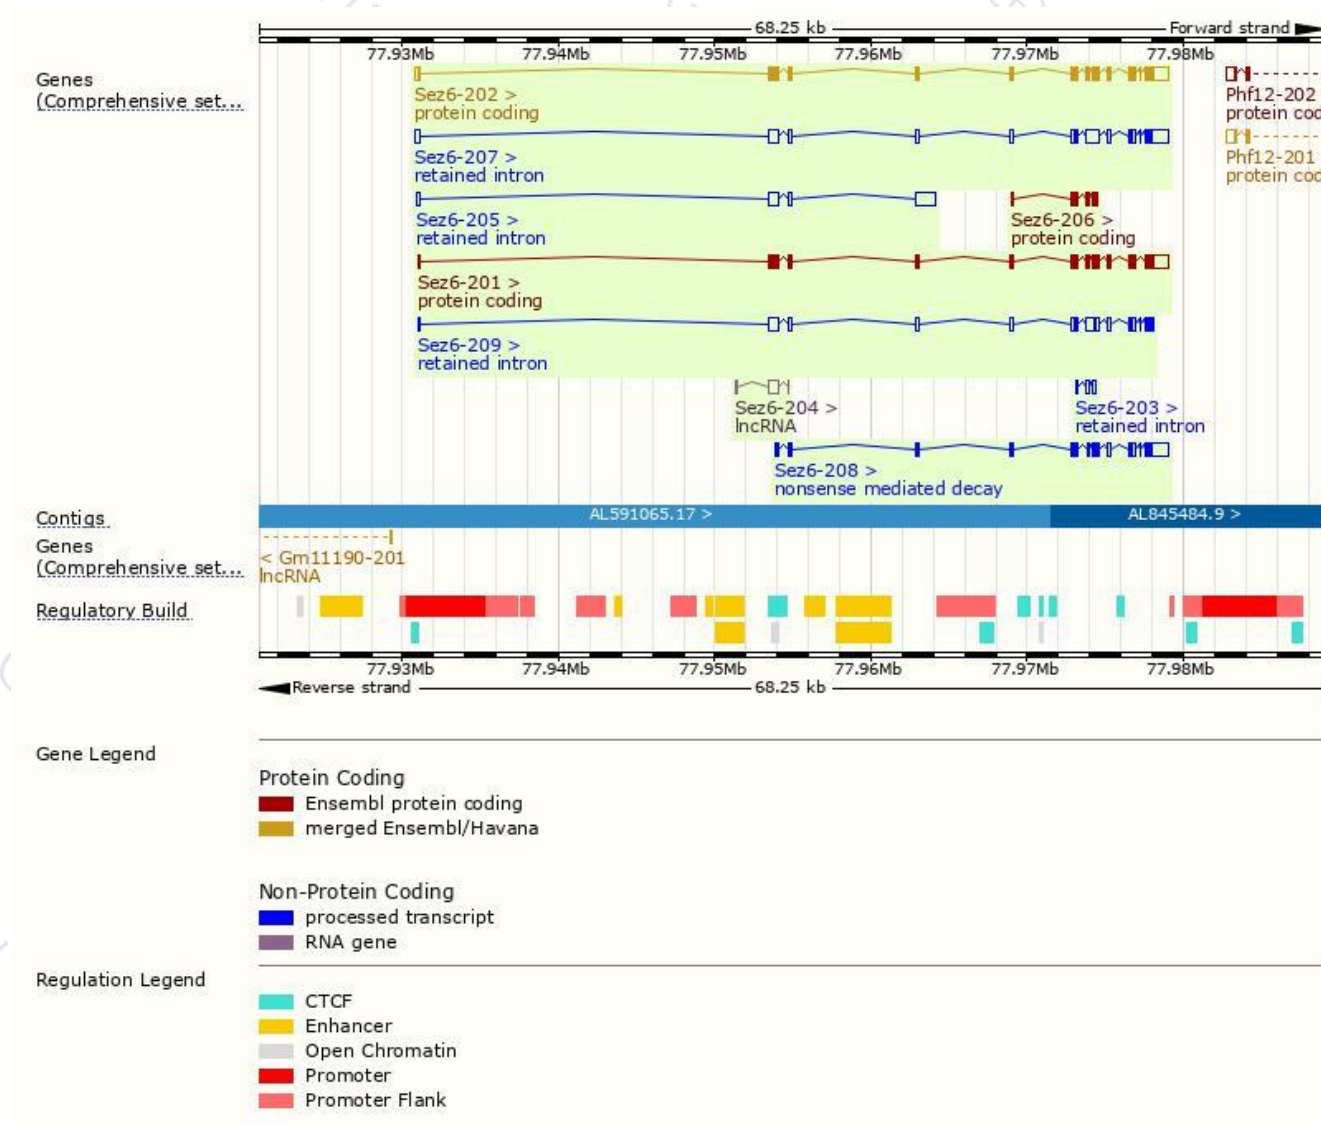 68.25 kb Forward strand
77.93Mb 77.94Mb 77.95Mb 77.96Mb 77.97Mb 77.98Mb
Genes
(Comprehensive set...
Sez6-202 >
protein coding
Phf12-202
protein cod
Sez6-207 >
retained intron
Phf12-201
protein cod
Sez6-205 >
retained intron
Sez6-206 >
protein coding
Sez6-201 >
protein coding
Sez6-209 >
retained intron
Sez6-204 >
lncRNA
Sez6-203 >
retained intron
Sez6-208 >
nonsense mediated decay
Contigs
AL591065.17 > AL845484.9 >
Genes
(Comprehensive set...
< Gm11190-201
lncRNA
Regulatory Build
77.93Mb 77.94Mb 77.95Mb 77.96Mb 77.97Mb 77.98Mb
Reverse strand 68.25 kb
Gene Legend
Protein Coding
Ensembl protein coding
merged Ensembl/Havana
Non-Protein Coding
processed transcript
RNA gene
Regulation Legend
CTCF
Enhancer
Open Chromatin
Promoter
Promoter Flank